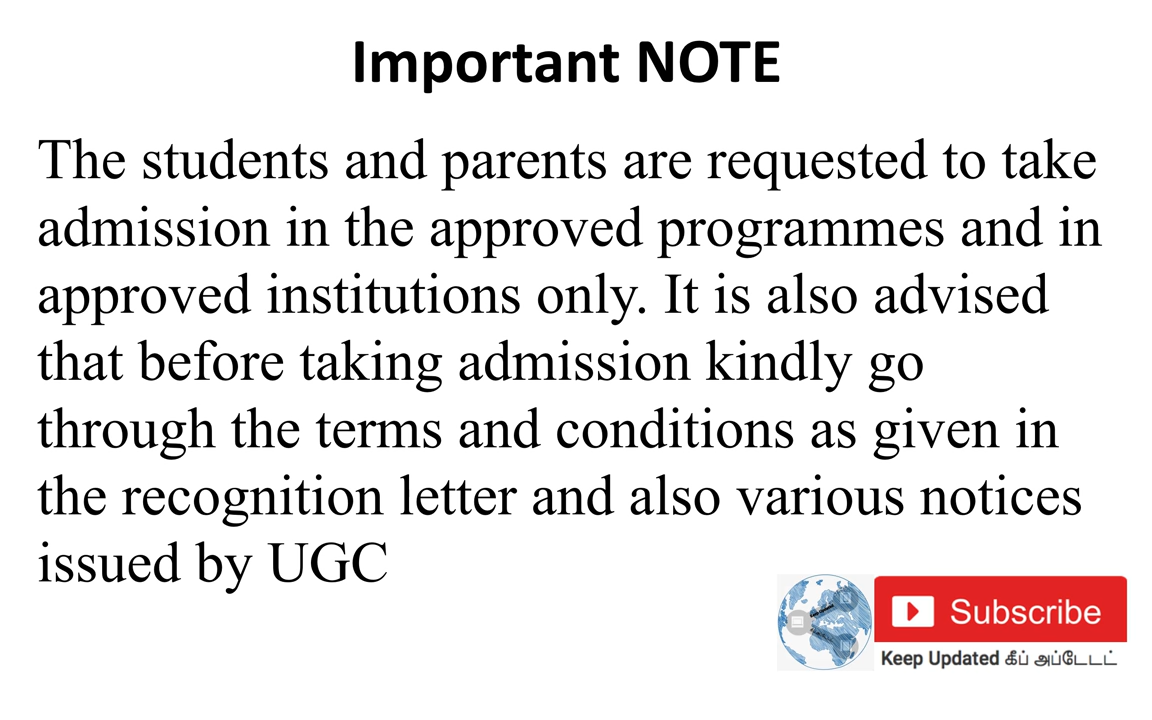 Important NOTE
The students and parents are requested to take
admission in the approved programmes and in
approved institutions only. It is also advised
that before taking admission kindly go
through the terms and conditions as given in
the recognition letter and also various notices
issued by UGC
Subscribe
Keep Updated கீப் அப்டேடட்